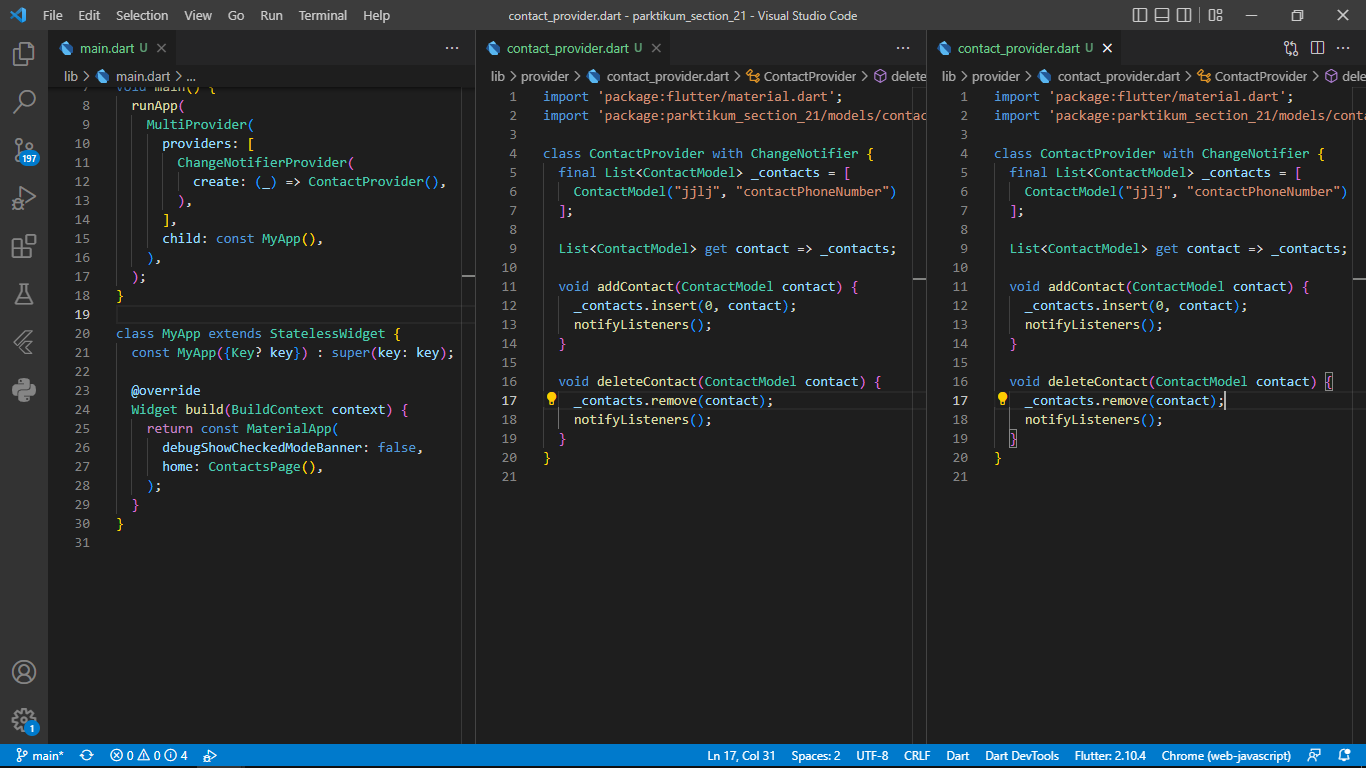 File Edit Selection View Go Run Terminal Help contact_provider.dart - parktikum_section_21 - Visual Studio Code
main.dart U
lib > main.dart > ...
7 void main() {
8 runApp(
9 MultiProvider(
10 providers: [
11 ChangeNotifierProvider(
12 create: (_) => ContactProvider(),
13 ),
14 ],
15 child: const MyApp(),
16 ),
17 );
18 }
19
20 class MyApp extends StatelessWidget {
21 const MyApp({Key? key}) : super(key: key);
22
23 @override
24 Widget build(BuildContext context) {
25 return const MaterialApp(
26 debugShowCheckedModeBanner: false,
27 home: ContactsPage(),
28 );
29 }
30 }
31
contact_provider.dart U
lib > provider > contact_provider.dart > ContactProvider > delete
1 import 'package:flutter/material.dart';
2 import 'package:parktikum_section_21/models/contac
3
4 class ContactProvider with ChangeNotifier {
5 final List<ContactModel> _contacts = [
6 ContactModel("jjlj", "contactPhoneNumber")
7 ];
8
9 List<ContactModel> get contact => _contacts;
10
11 void addContact(ContactModel contact) {
12 _contacts.insert(0, contact);
13 notifyListeners();
14 }
15
16 void deleteContact(ContactModel contact) {
17 _contacts.remove(contact);
18 notifyListeners();
19 }
20 }
21
contact_provider.dart U
lib > provider > contact_provider.dart > ContactProvider > dele
1 import 'package:flutter/material.dart';
2 import 'package:parktikum_section_21/models/conta
3
4 class ContactProvider with ChangeNotifier {
5 final List<ContactModel> _contacts = [
6 ContactModel("jjlj", "contactPhoneNumber")
7 ];
8
9 List<ContactModel> get contact => _contacts;
10
11 void addContact(ContactModel contact) {
12 _contacts.insert(0, contact);
13 notifyListeners();
14 }
15
16 void deleteContact(ContactModel contact) {
17 _contacts.remove(contact);
18 notifyListeners();
19 }
20 }
21
197
1
main* 0 0 4 Ln 17, Col 31 Spaces: 2 UTF-8 CRLF Dart Dart DevTools Flutter: 2.10.4 Chrome (web-javascript)